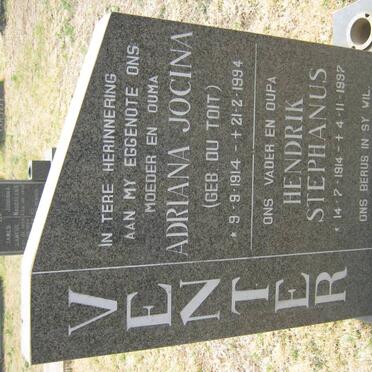 VENTER
IN TERE HERINNERING
AAN MY EGGENOTE ONS
MOEDER EN OUMA
ADRIANA JOCINA
(GEB DU TOIT)
* 9·9·1914 - +21·2·1994
ONS VADER EN OUPA
HENDRIK
STEPHANUS
* 14·7·1914 - +4·11·1997
ONS BERUS IN SY WIL